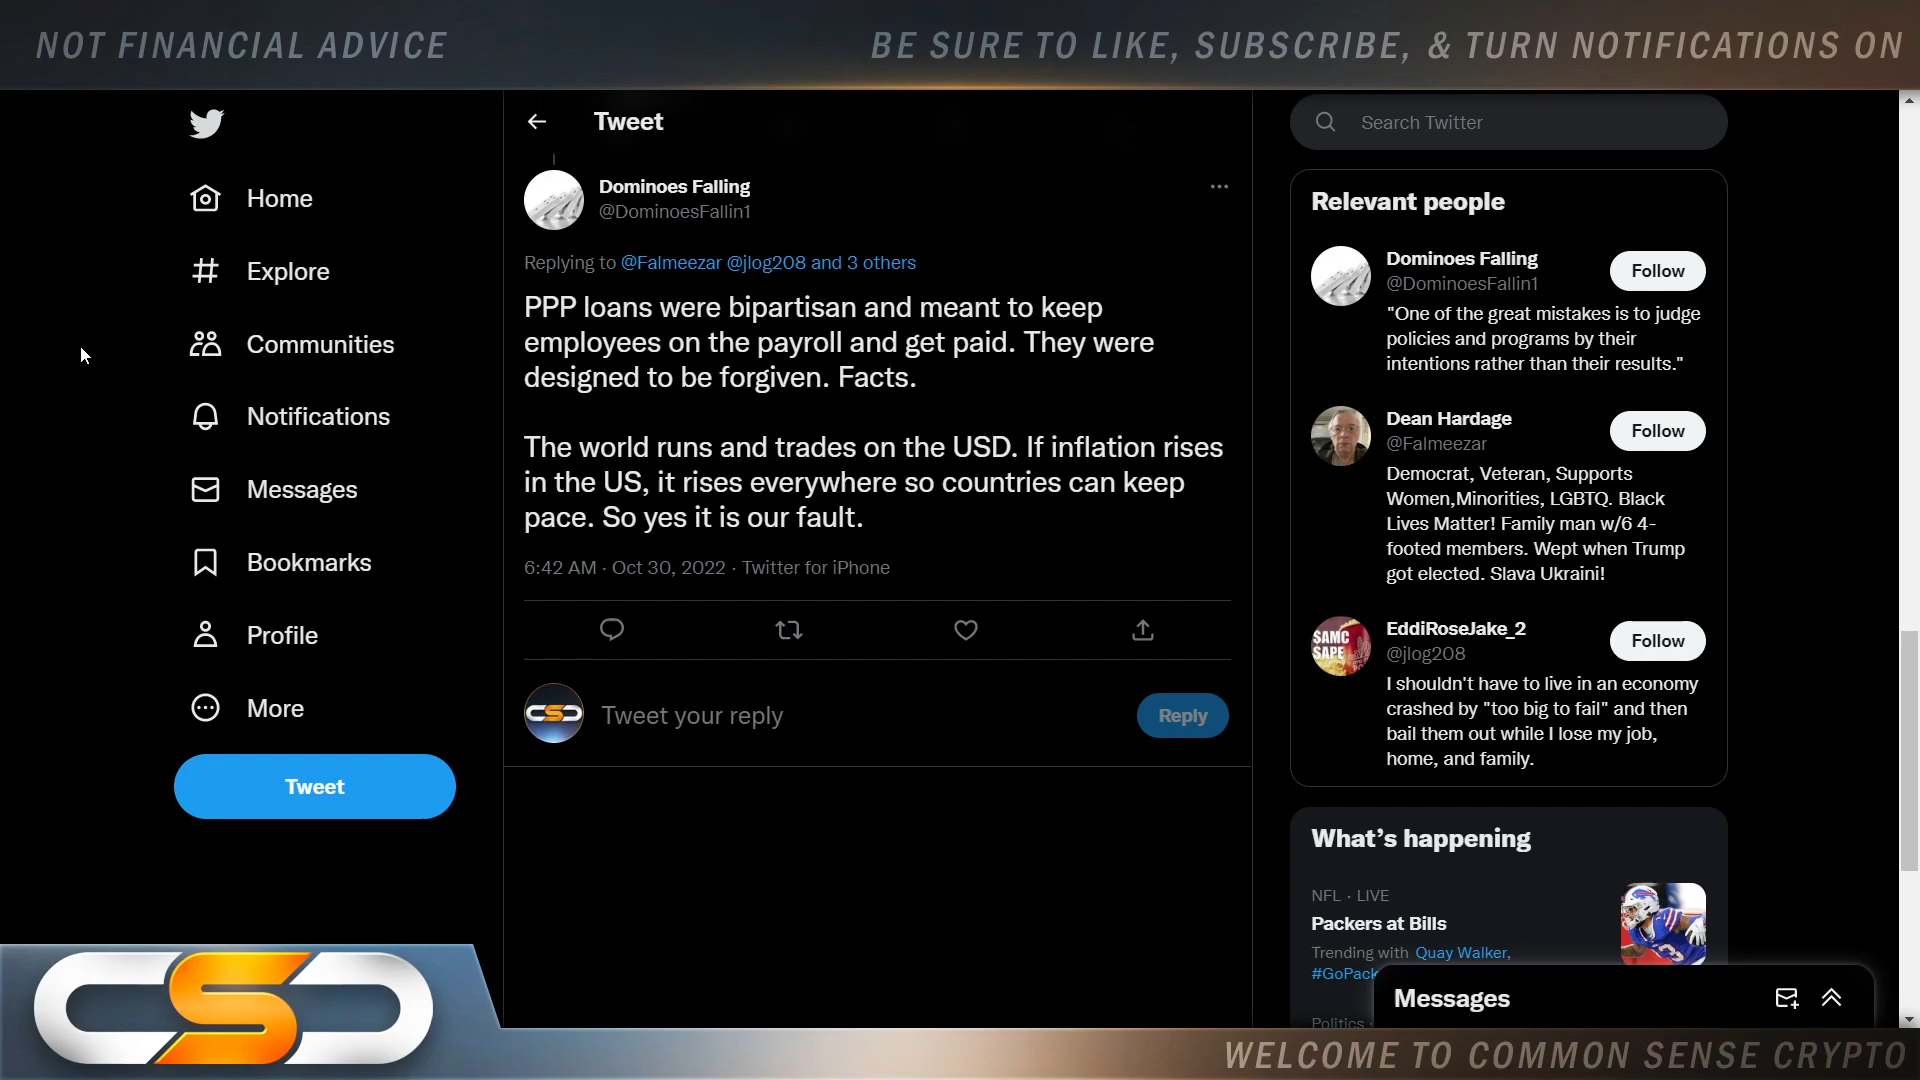 NOT FINANCIAL ADVICE
BE SURE TO LIKE, SUBSCRIBE, & TURN NOTIFICATIONS ON
Home
Explore
Communities
Notifications
Messages
Bookmarks
Profile
More
Tweet
Tweet
Dominoes Falling
@DominoesFallin1
Replying to @Falmeezar @jlog208 and 3 others
PPP loans were bipartisan and meant to keep
employees on the payroll and get paid. They were
designed to be forgiven. Facts.
The world runs and trades on the USD. If inflation rises
in the US, it rises everywhere so countries can keep
pace. So yes it is our fault.
6:42 AM · Oct 30, 2022 · Twitter for iPhone
CSC
Tweet your reply
Reply
Search Twitter
Relevant people
Dominoes Falling
@DominoesFallin1
Follow
"One of the great mistakes is to judge
policies and programs by their
intentions rather than their results."
Dean Hardage
@Falmeezar
Follow
Democrat, Veteran, Supports
Women,Minorities, LGBTQ. Black
Lives Matter! Family man w/6 4-
footed members. Wept when Trump
got elected. Slava Ukraini!
$AMC
$APE
EddiRoseJake_2
@jlog208
Follow
I shouldn't have to live in an economy
crashed by "too big to fail" and then
bail them out while I lose my job,
home, and family.
What's happening
NFL · LIVE
Packers at Bills
Trending with Quay Walker,
#GoPack
Politics ·
Messages
CSC
WELCOME TO COMMON SENSE CRYPTO